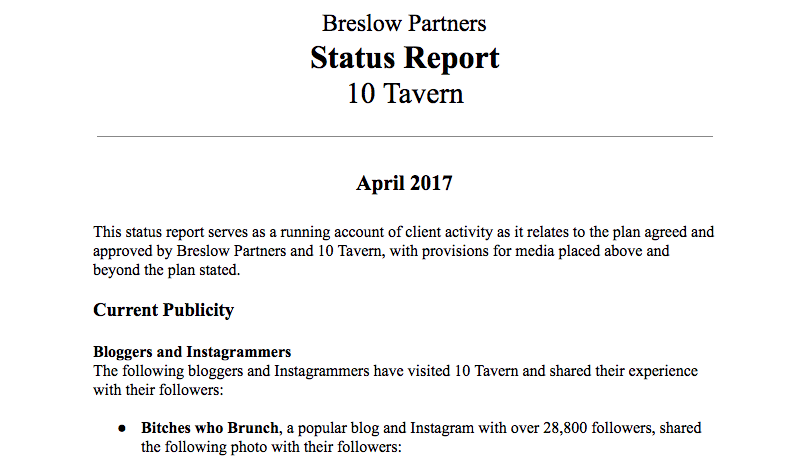 Breslow Partners
Status Report
10 Tavern
April 2017
This status report serves as a running account of client activity as it relates to the plan agreed and
approved by Breslow Partners and 10 Tavern, with provisions for media placed above and
beyond the plan stated.
Current Publicity
Bloggers and Instagrammers
The following bloggers and Instagrammers have visited 10 Tavern and shared their experience
with their followers:
● Bitches who Brunch, a popular blog and Instagram with over 28,800 followers, shared
the following photo with their followers: